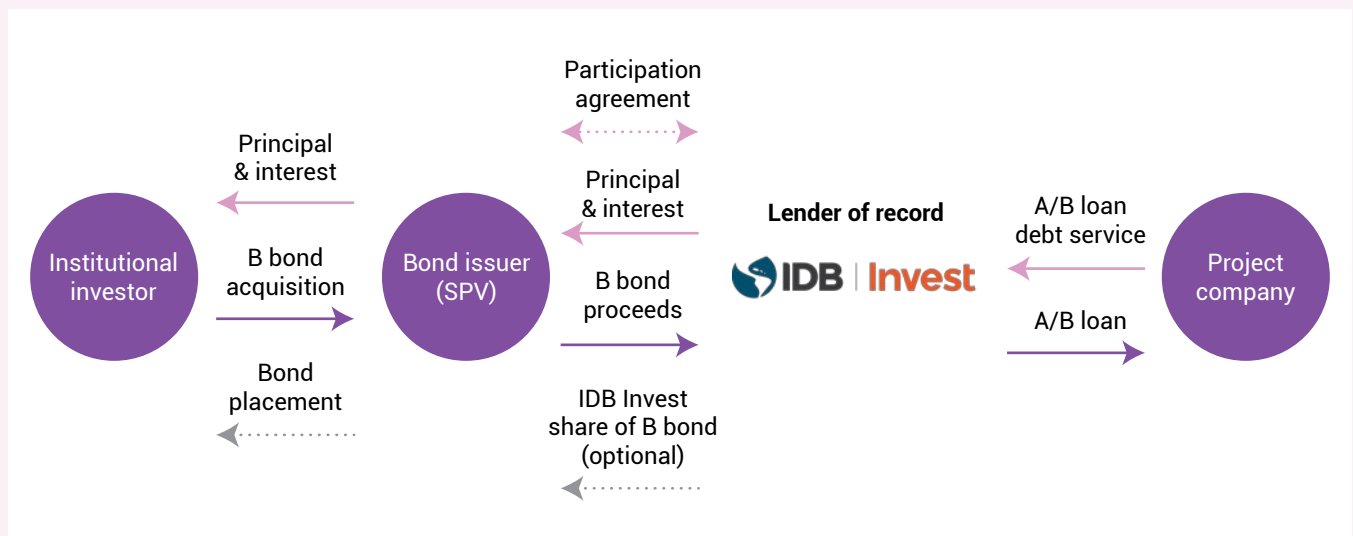 Participation
agreement
Principal
& interest
Principal
& interest
Lender of record
A/B loan
debt service
Institutional
investor
B bond
acquisition
Bond issuer
(SPV)
B bond
proceeds
IDB | Invest
Project
company
A/B loan
Bond
placement
IDB Invest
share of B bond
(optional)